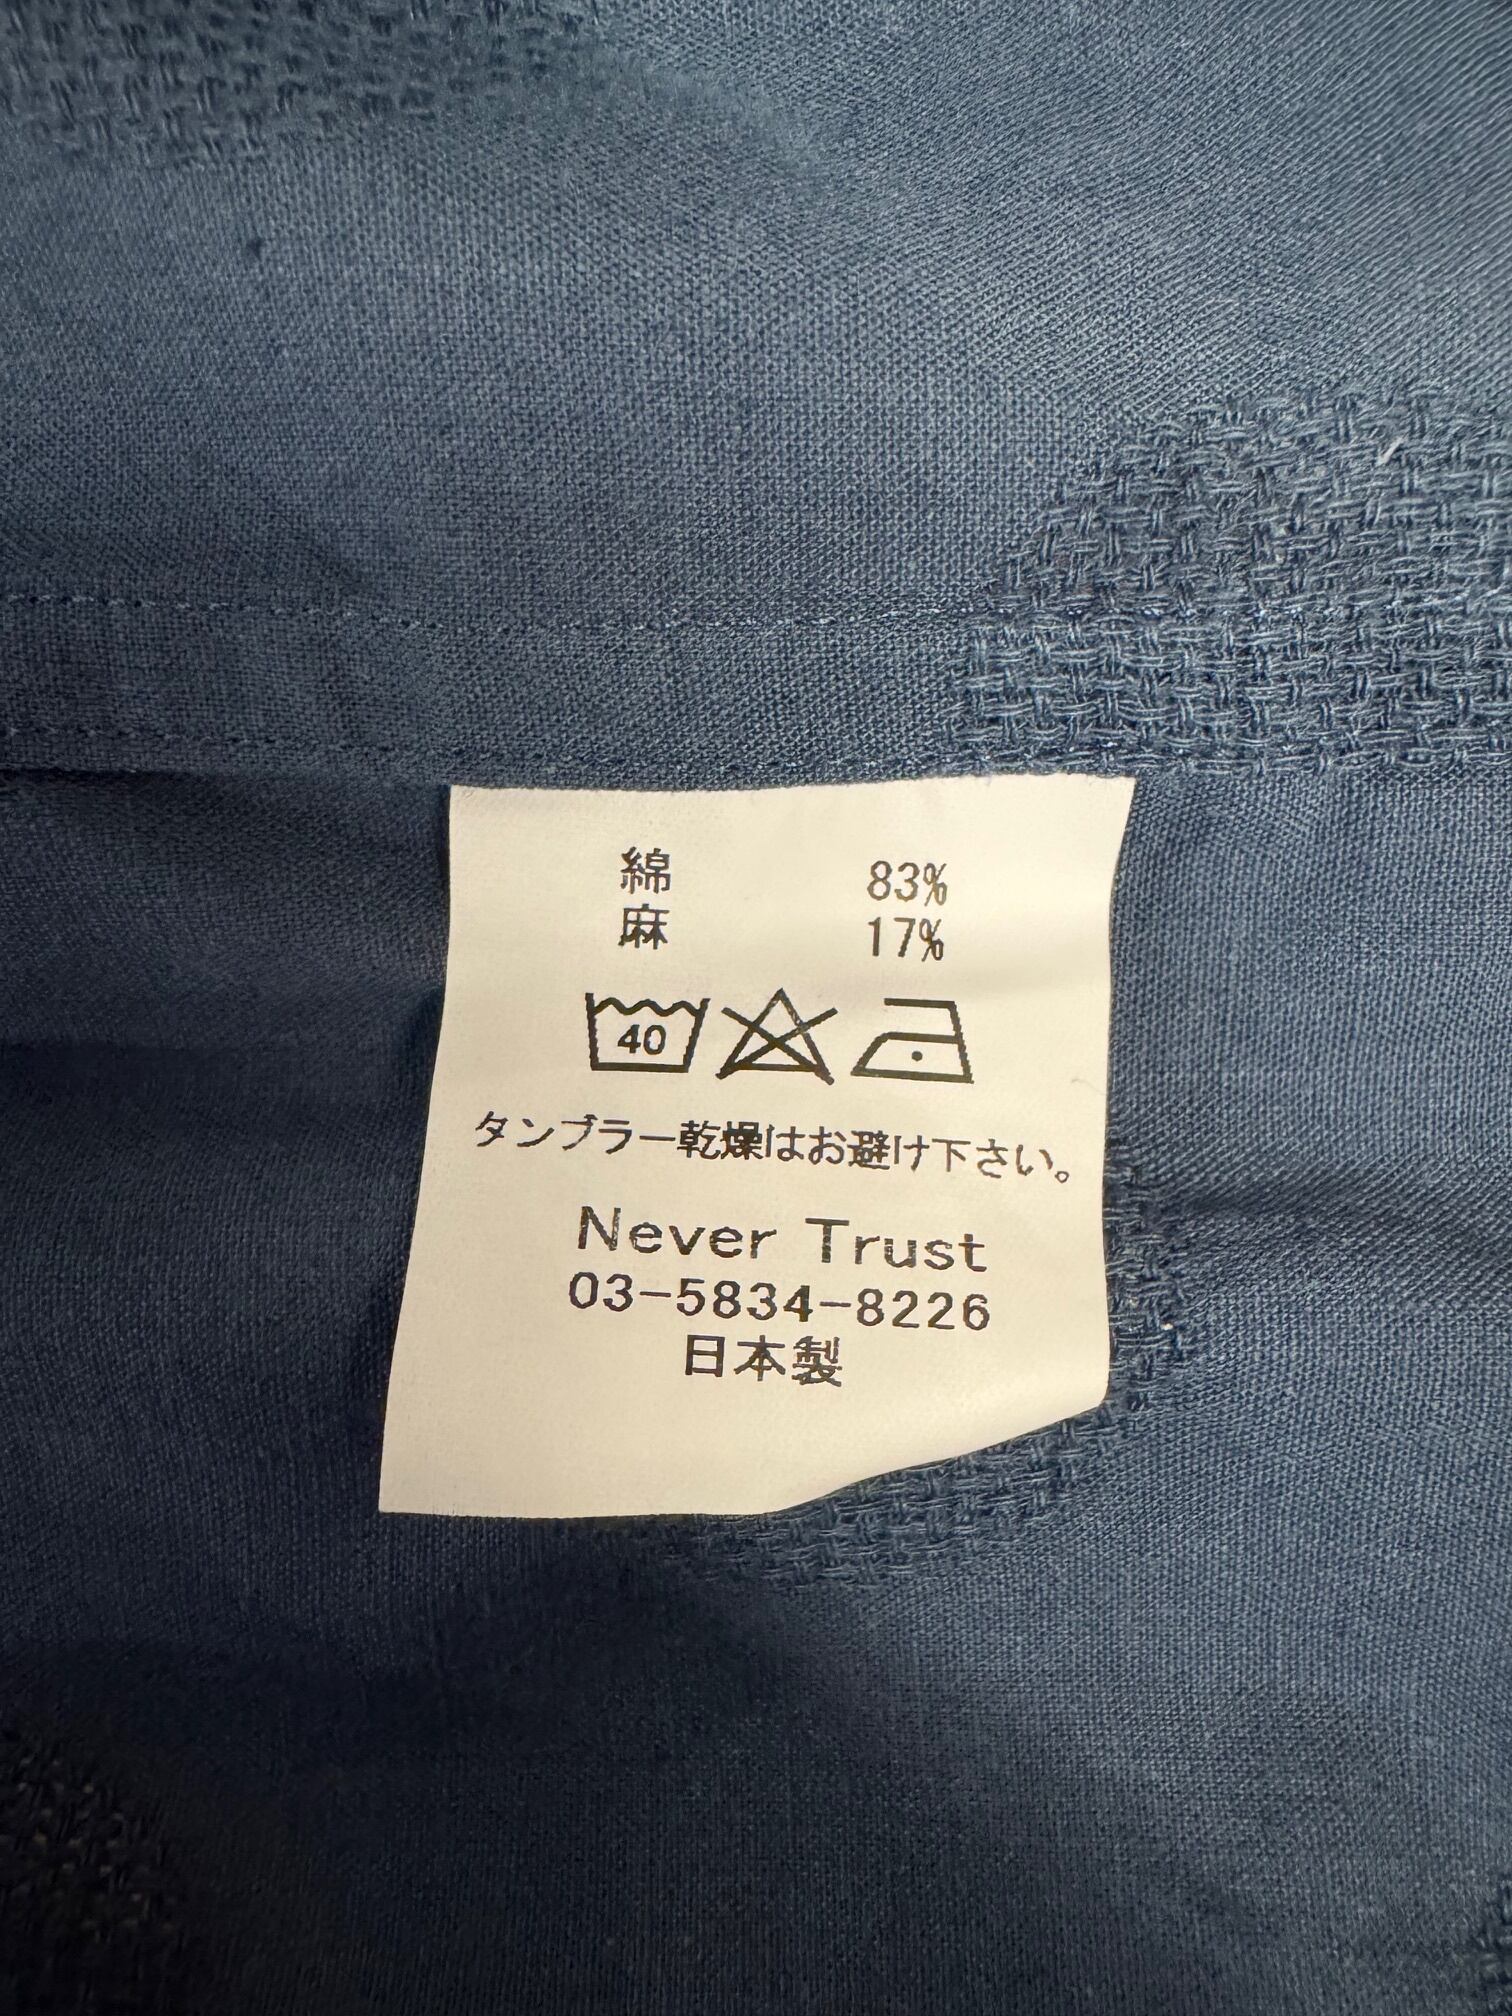 綿 83%
麻 17%
40
タンブラー乾燥はお避け下さい。
Never Trust
03-5834-8226
日本製